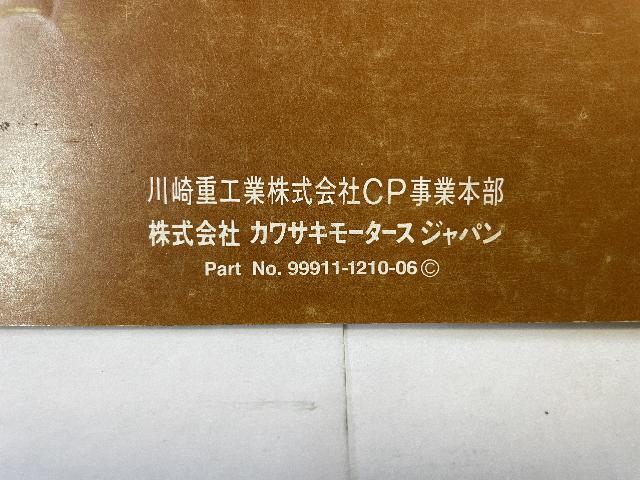 川崎重工業株式会社CP事業本部
株式会社 カワサキモータース ジャパン
Part No. 99911-1210-06 ©